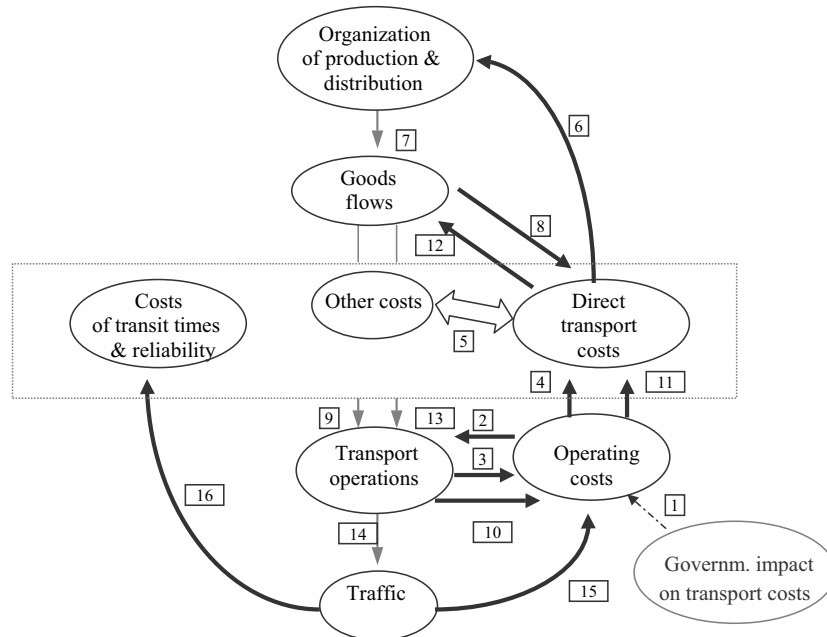 Organization
of production &
distribution
6
7
Goods
flows
8
12
Costs
of transit times
& reliability
Other costs
Direct
transport
costs
5
4
11
9
13
2
Transport
operations
3
Operating
costs
16
1
14
10
Governm. impact
on transport costs
Traffic
15